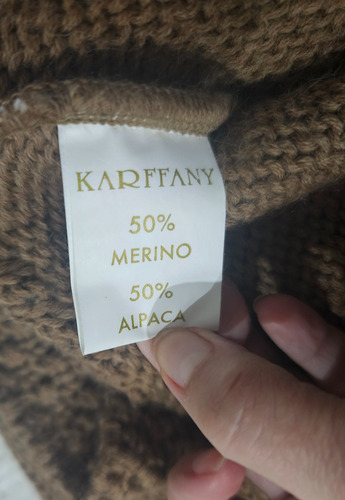 KARFFANY
50%
MERINO
50%
ALPACA